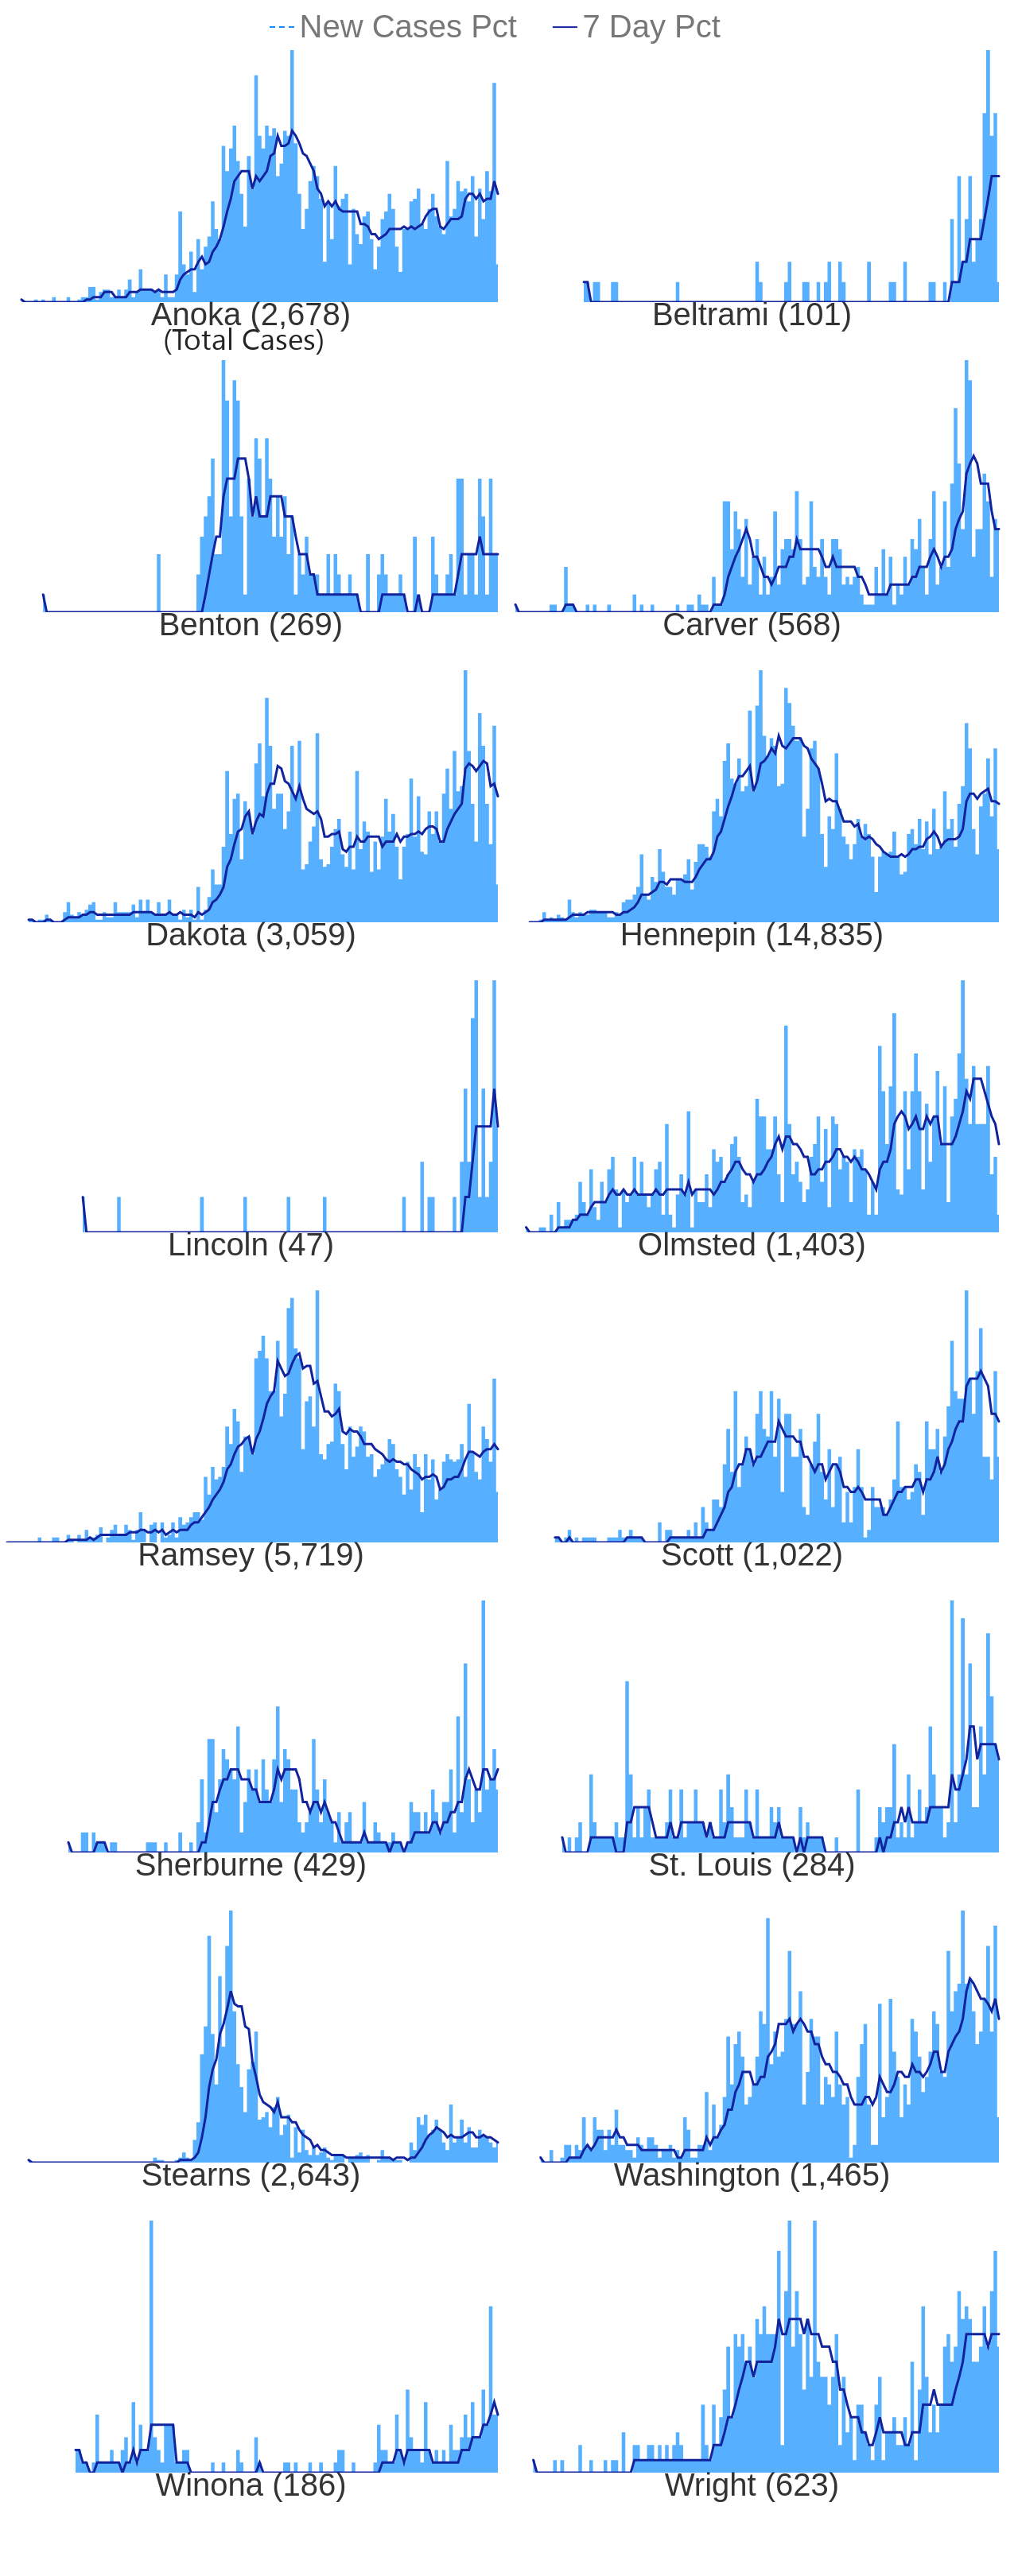 New Cases Pct 7 Day Pct
Anoka (2,678) Beltrami (101)
(Total Cases)
Benton (269) Carver (568)
Dakota (3,059) Hennepin (14,835)
Lincoln (47) Olmsted (1,403)
Ramsey (5,719) Scott (1,022)
Sherburne (429) St. Louis (284)
Stearns (2,643) Washington (1,465)
Winona (186) Wright (623)